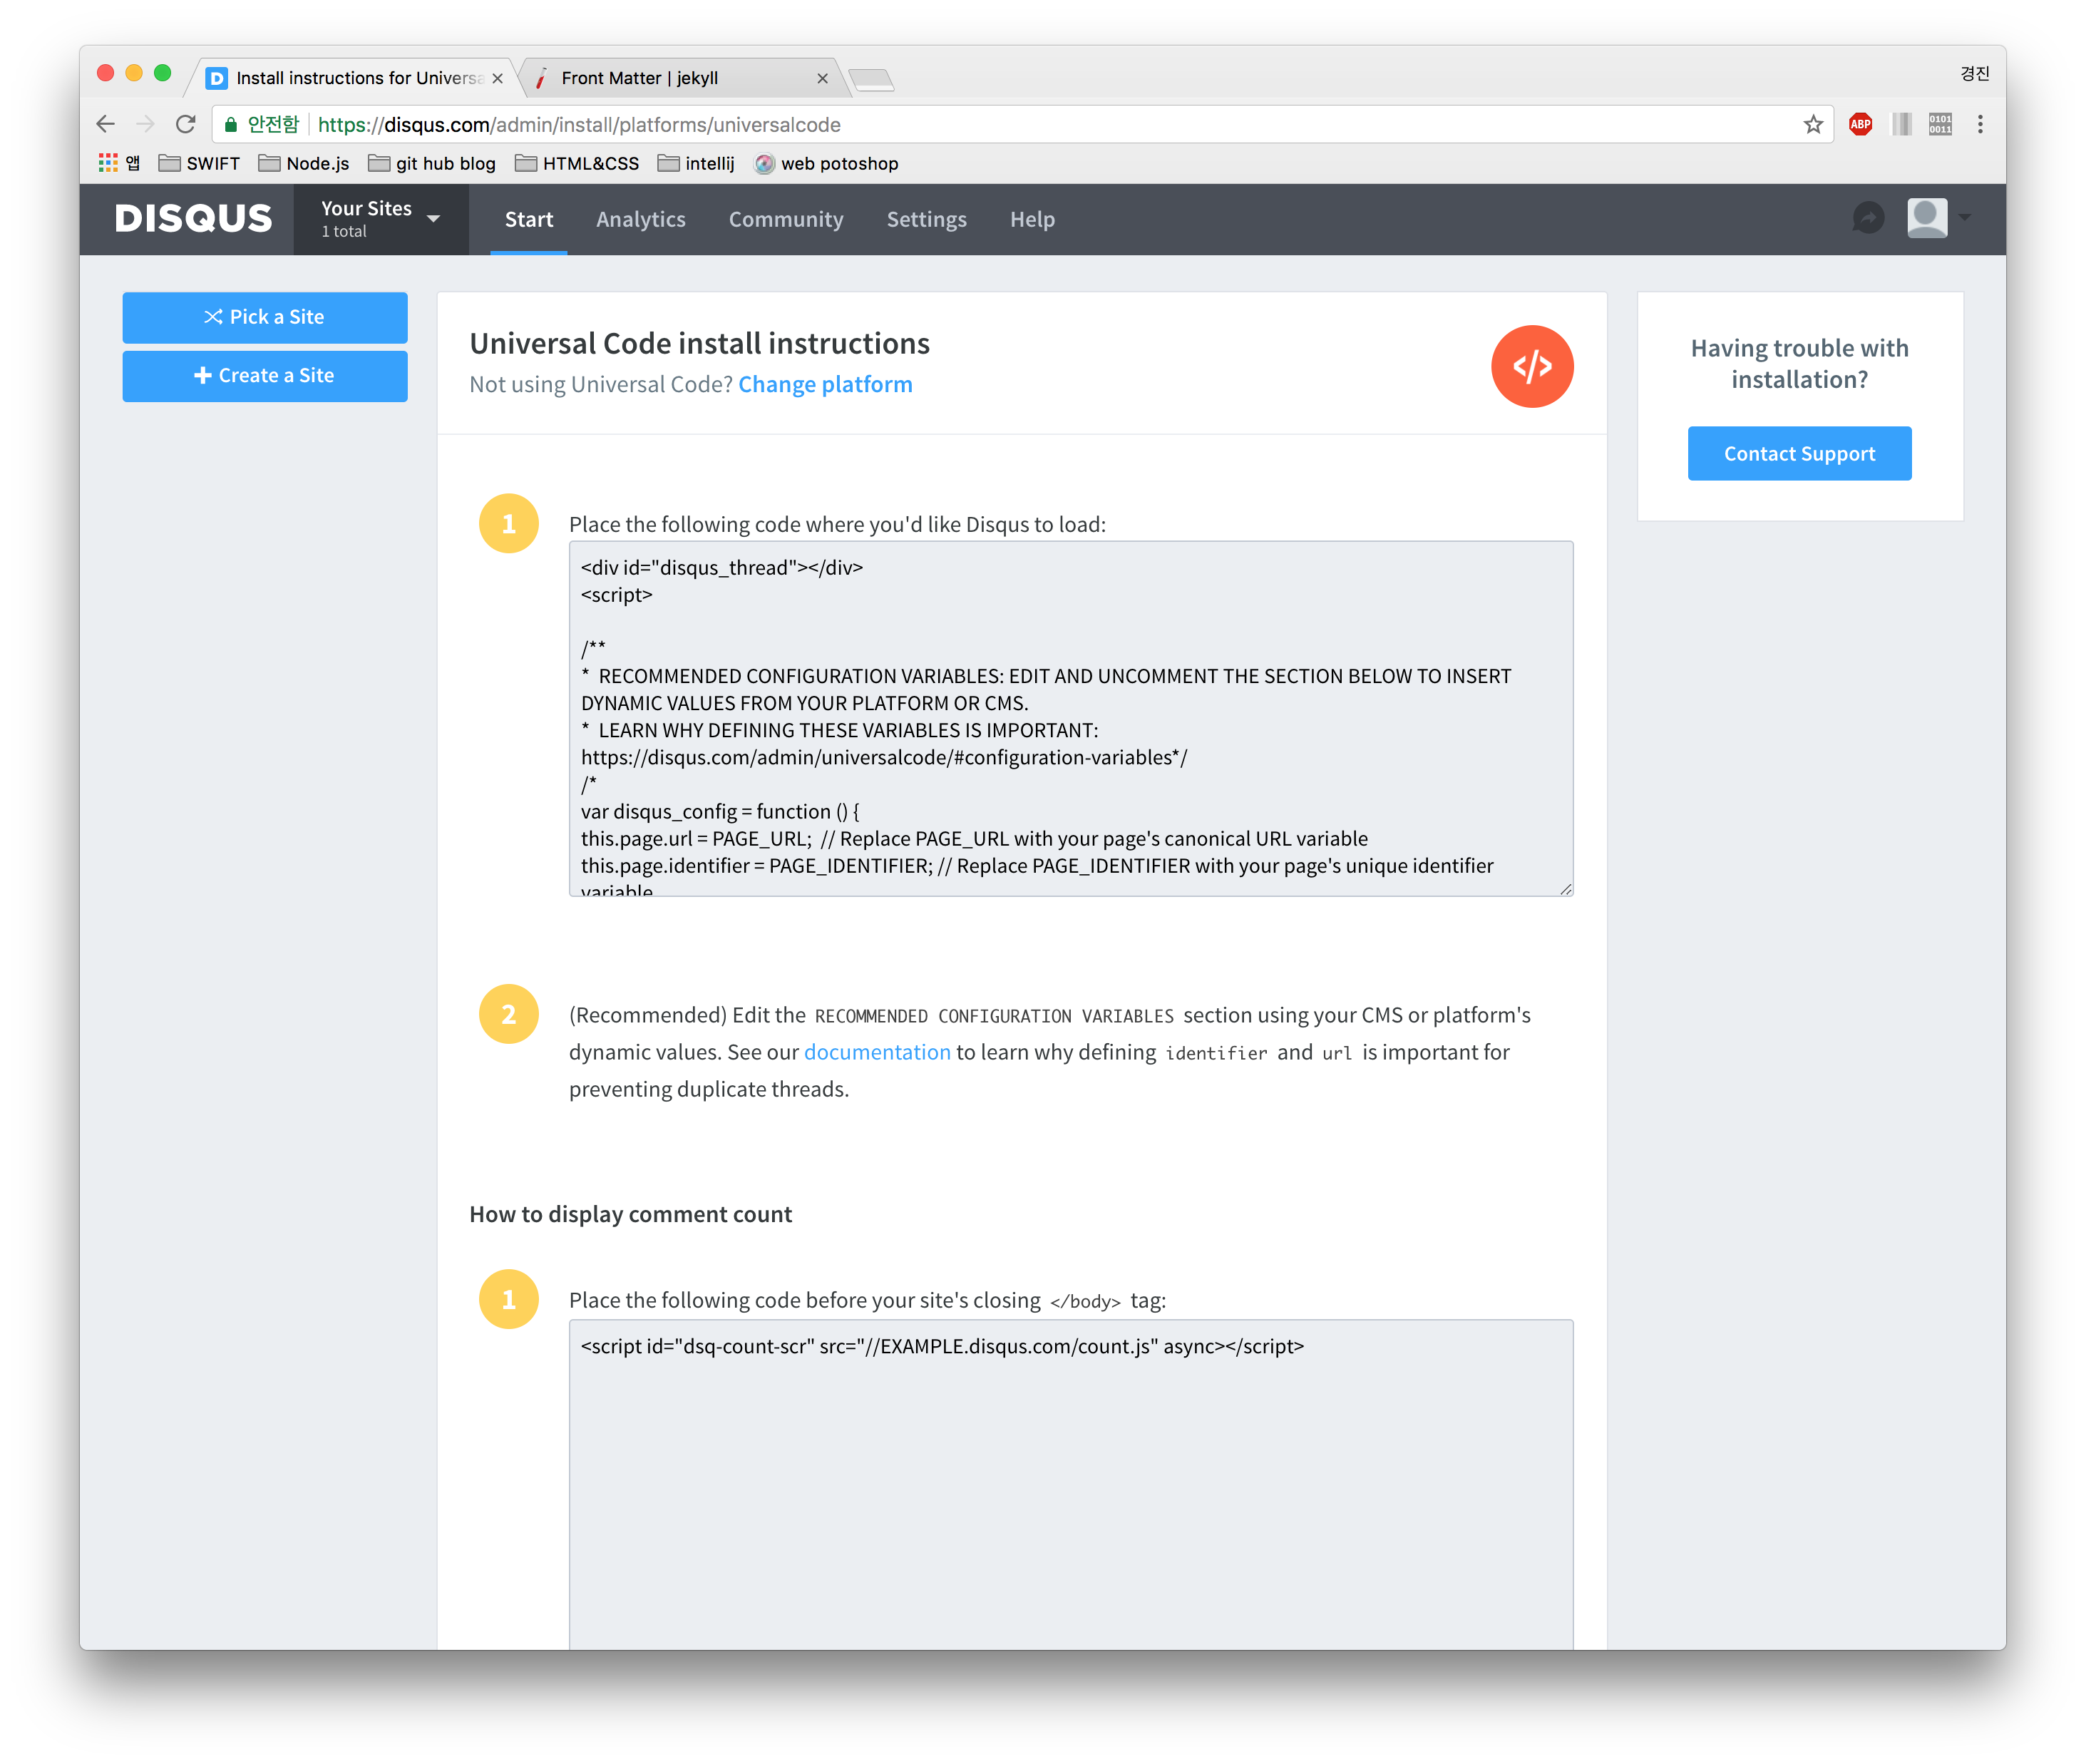 Install instructions for Universa
Front Matter | jekyll
경진
안전함 https://disqus.com/admin/install/platforms/universalcode
ABP
0101
0011
앱 SWIFT Node.js git hub blog HTML&CSS intellij web potoshop
DISQUS
Your Sites
1 total
Start Analytics Community Settings Help
Pick a Site
Create a Site
Universal Code install instructions
Not using Universal Code? Change platform
</>
Having trouble with
installation?
Contact Support
1
Place the following code where you'd like Disqus to load:
<div id="disqus_thread"></div>
<script>
/**
* RECOMMENDED CONFIGURATION VARIABLES: EDIT AND UNCOMMENT THE SECTION BELOW TO INSERT
DYNAMIC VALUES FROM YOUR PLATFORM OR CMS.
* LEARN WHY DEFINING THESE VARIABLES IS IMPORTANT:
https://disqus.com/admin/universalcode/#configuration-variables*/
/*
var disqus_config = function () {
this.page.url = PAGE_URL; // Replace PAGE_URL with your page's canonical URL variable
this.page.identifier = PAGE_IDENTIFIER; // Replace PAGE_IDENTIFIER with your page's unique identifier
variable
2
(Recommended) Edit the RECOMMENDED CONFIGURATION VARIABLES section using your CMS or platform's
dynamic values. See our documentation to learn why defining identifier and url is important for
preventing duplicate threads.
How to display comment count
1
Place the following code before your site's closing </body> tag:
<script id="dsq-count-scr" src="//EXAMPLE.disqus.com/count.js" async></script>